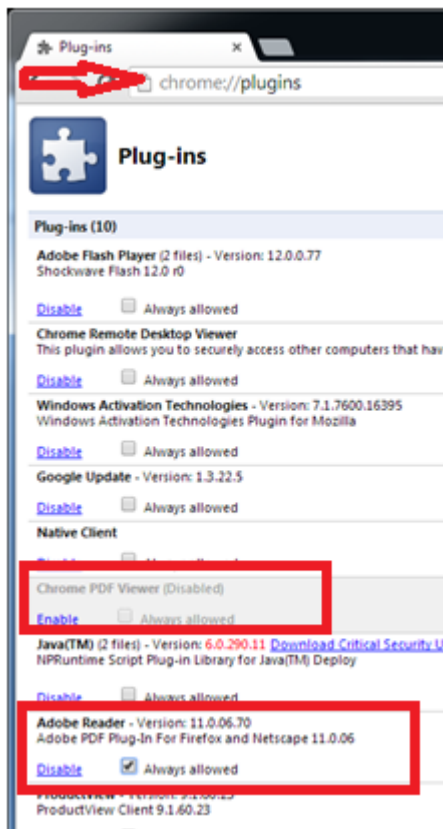 Plug-ins
chrome://plugins
Plug-ins
Plug-ins (10)
Adobe Flash Player (2 files) - Version: 12.0.0.77
Shockwave Flash 12.0 r0
Disable Always allowed
Chrome Remote Desktop Viewer
This plugin allows you to securely access other computers that hav
Disable Always allowed
Windows Activation Technologies - Version: 7.1.7600.16395
Windows Activation Technologies Plugin for Mozilla
Disable Always allowed
Google Update - Version: 1.3.22.5
Disable Always allowed
Native Client
Chrome PDF Viewer (Disabled)
Enable Always allowed
Java(TM) (2 files) - Version: 6.0.290.11 Download Critical Security U
NPRuntime Script Plug-in Library for Java(TM) Deploy
Disable Always allowed
Adobe Reader - Version: 11.0.06.70
Adobe PDF Plug-In For Firefox and Netscape 11.0.06
Disable Always allowed
ProductView - Version: 9.1.60.23
ProductView Client 9.1.60.23